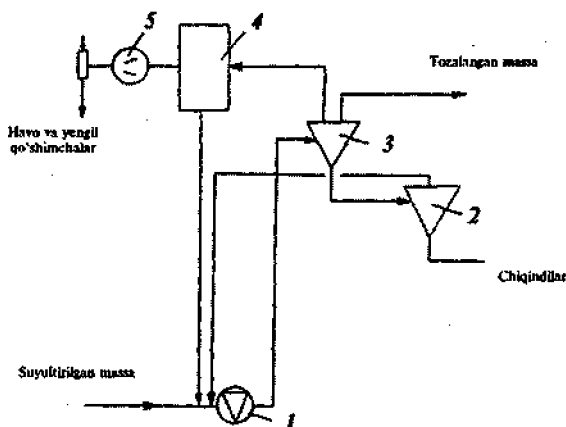 5
4
Tozalangan massa
Havo va yengil
qo'shimchalar
3
2
Chiqindilar
Suyultirilgan massa
1